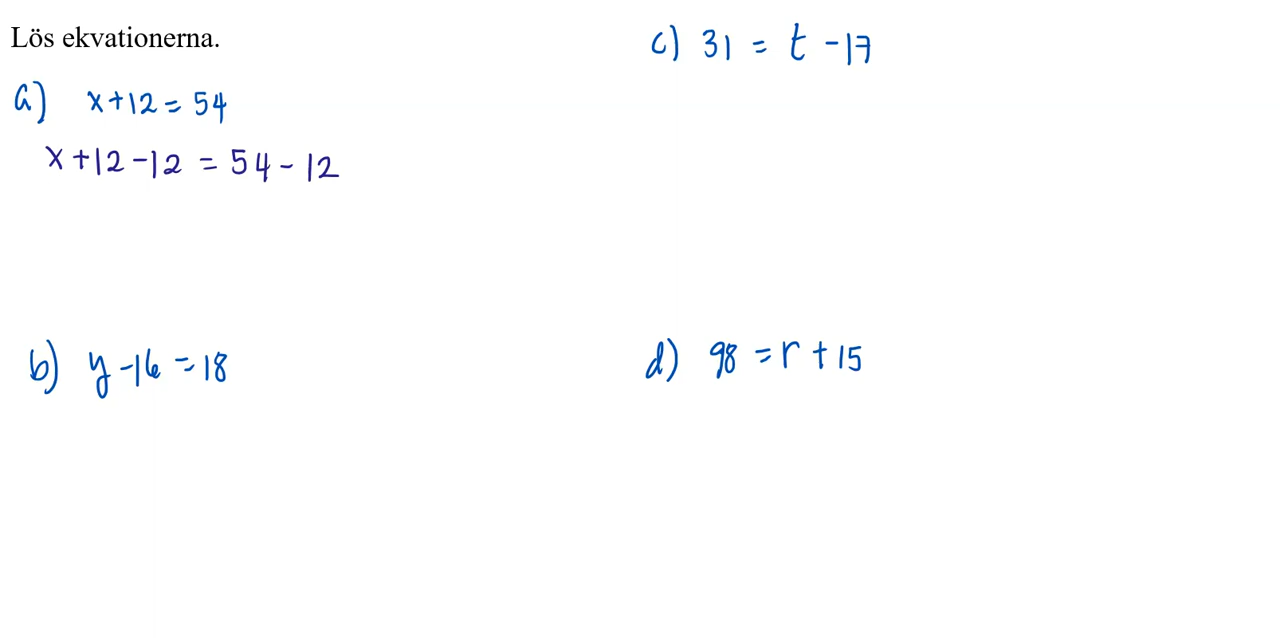 Lös ekvationerna.
a) x+12=54
x+12-12 = 54-12
b) y-16=18
c) 31 = t -17
d) 98 = r + 15